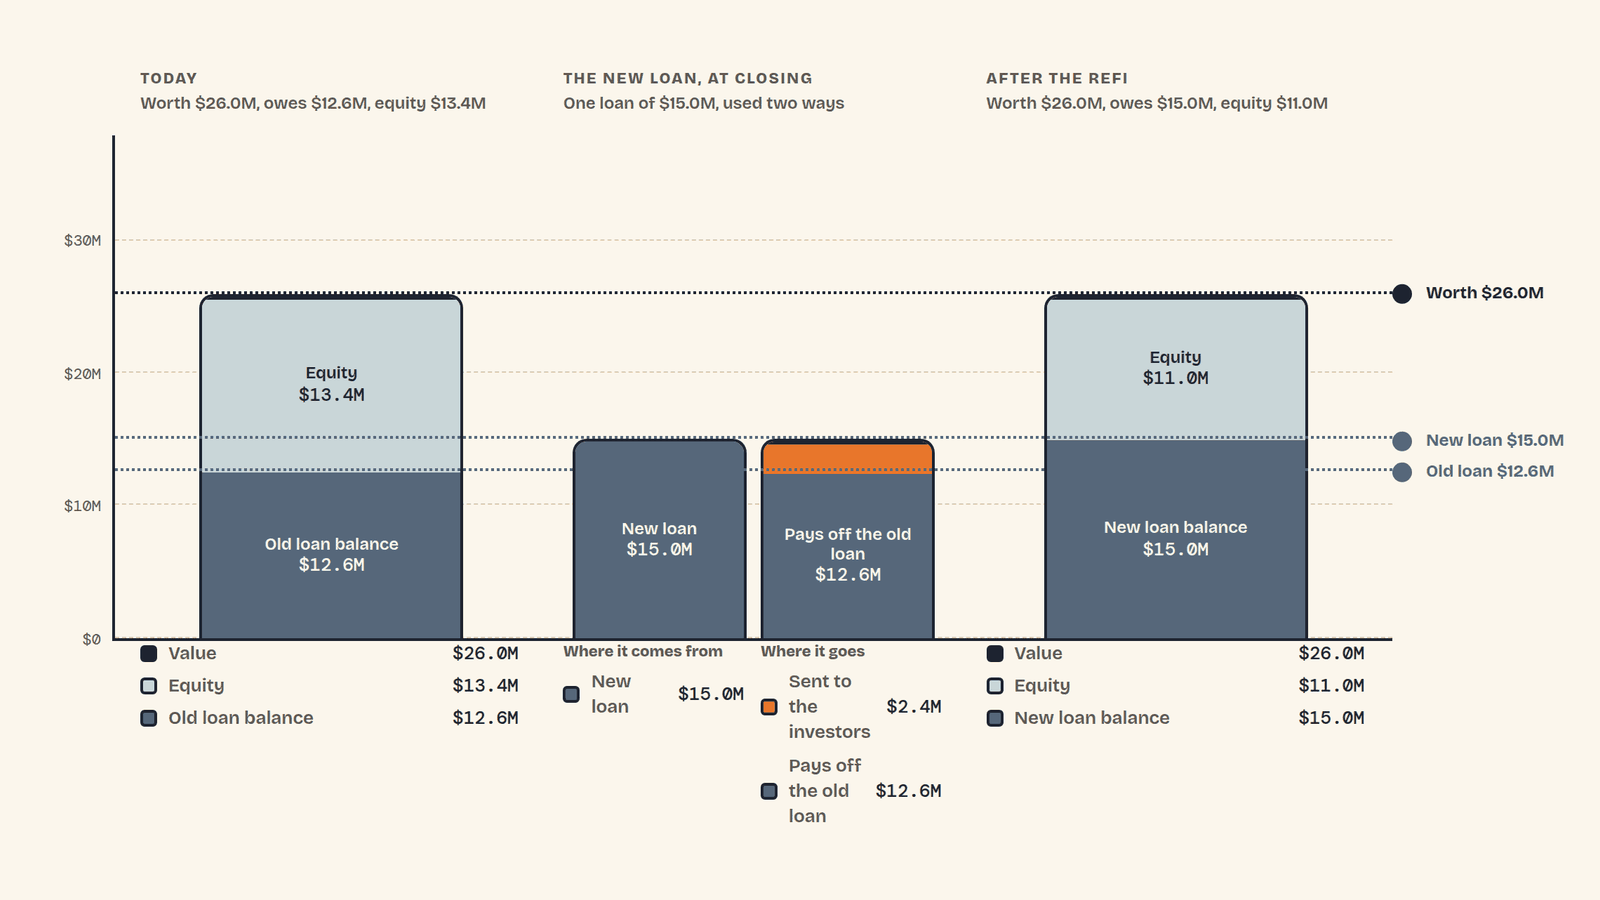 TODAY
Worth $26.0M, owes $12.6M, equity $13.4M
THE NEW LOAN, AT CLOSING
One loan of $15.0M, used two ways
AFTER THE REFI
Worth $26.0M, owes $15.0M, equity $11.0M
$30M
$20M
$10M
$0
Equity
$13.4M
Old loan balance
$12.6M
New loan
$15.0M
Pays off the old
loan
$12.6M
Equity
$11.0M
New loan balance
$15.0M
Worth $26.0M
New loan $15.0M
Old loan $12.6M
Value $26.0M
Equity $13.4M
Old loan balance $12.6M
Where it comes from
New
loan
$15.0M
Where it goes
Sent to
the
investors
$2.4M
Pays off
the old
loan
$12.6M
Value $26.0M
Equity $11.0M
New loan balance $15.0M